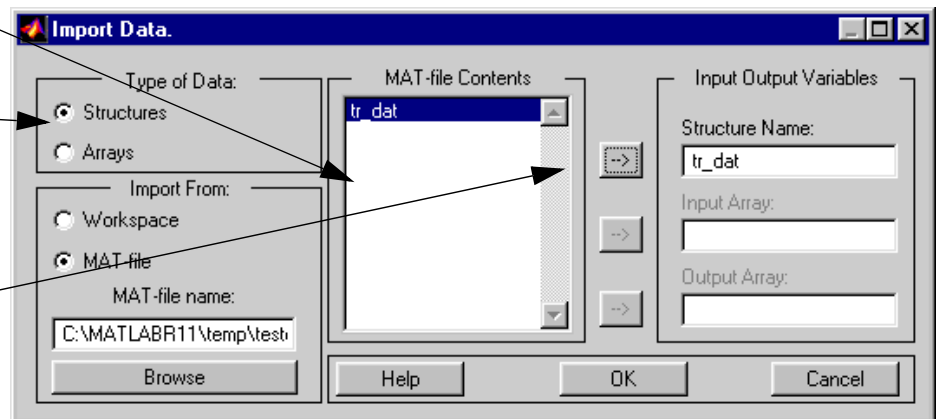 Import Data.
Type of Data:
Structures
Arrays
Import From:
Workspace
MAT-file
MAT-file name:
C:\MATLABR11\temp\test
Browse
MAT-file Contents
tr_dat
-->
-->
-->
Input Output Variables
Structure Name:
tr_dat
Input Array:
Output Array:
Help
OK
Cancel